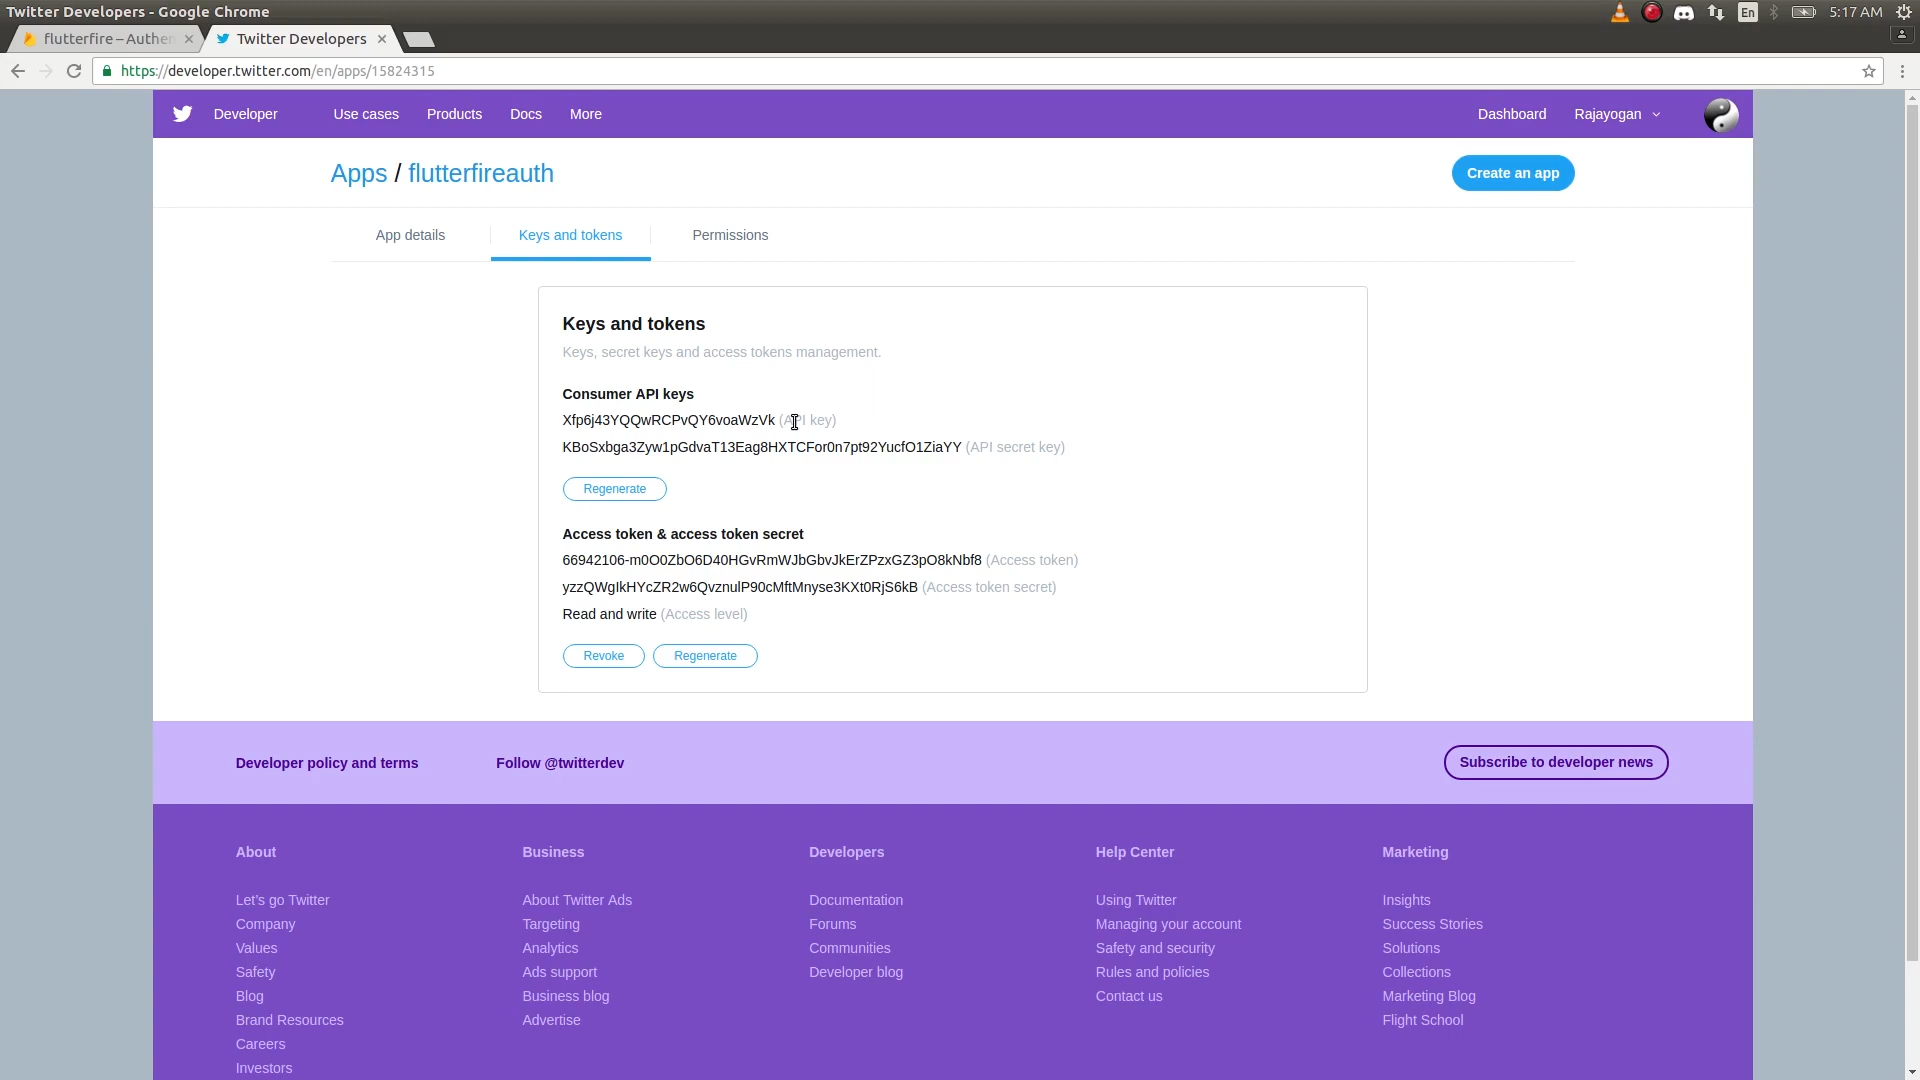 Twitter Developers - Google Chrome
En
5:17 AM
flutterfire – Authen
Twitter Developers
https://developer.twitter.com/en/apps/15824315
Developer
Use cases
Products
Docs
More
Dashboard
Rajayogan
Apps / flutterfireauth
Create an app
App details
Keys and tokens
Permissions
Keys and tokens
Keys, secret keys and access tokens management.
Consumer API keys
Xfp6j43YQQwRCPvQY6voaWzVk (API key)
KBoSxbga3Zyw1pGdvaT13Eag8HXTCFor0n7pt92YucfO1ZiaYY (API secret key)
Regenerate
Access token & access token secret
66942106-m0O0ZbO6D40HGvRmWJbGbvJkErZPzxGZ3pO8kNbf8 (Access token)
yzzQWgIkHYcZR2w6QvznulP90cMftMnyse3KXt0RjS6kB (Access token secret)
Read and write (Access level)
Revoke
Regenerate
Developer policy and terms
Follow @twitterdev
Subscribe to developer news
About
Let's go Twitter
Company
Values
Safety
Blog
Brand Resources
Careers
Investors
Business
About Twitter Ads
Targeting
Analytics
Ads support
Business blog
Advertise
Developers
Documentation
Forums
Communities
Developer blog
Help Center
Using Twitter
Managing your account
Safety and security
Rules and policies
Contact us
Marketing
Insights
Success Stories
Solutions
Collections
Marketing Blog
Flight School